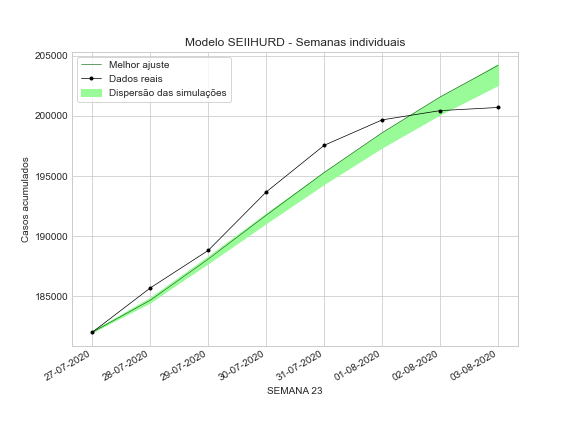 Modelo SEIIHURD - Semanas individuais
205000
200000
195000
190000
185000
Casos acumulados
Melhor ajuste
Dados reais
Dispersão das simulações
27-07-2020
28-07-2020
29-07-2020
30-07-2020
31-07-2020
01-08-2020
02-08-2020
03-08-2020
SEMANA 23